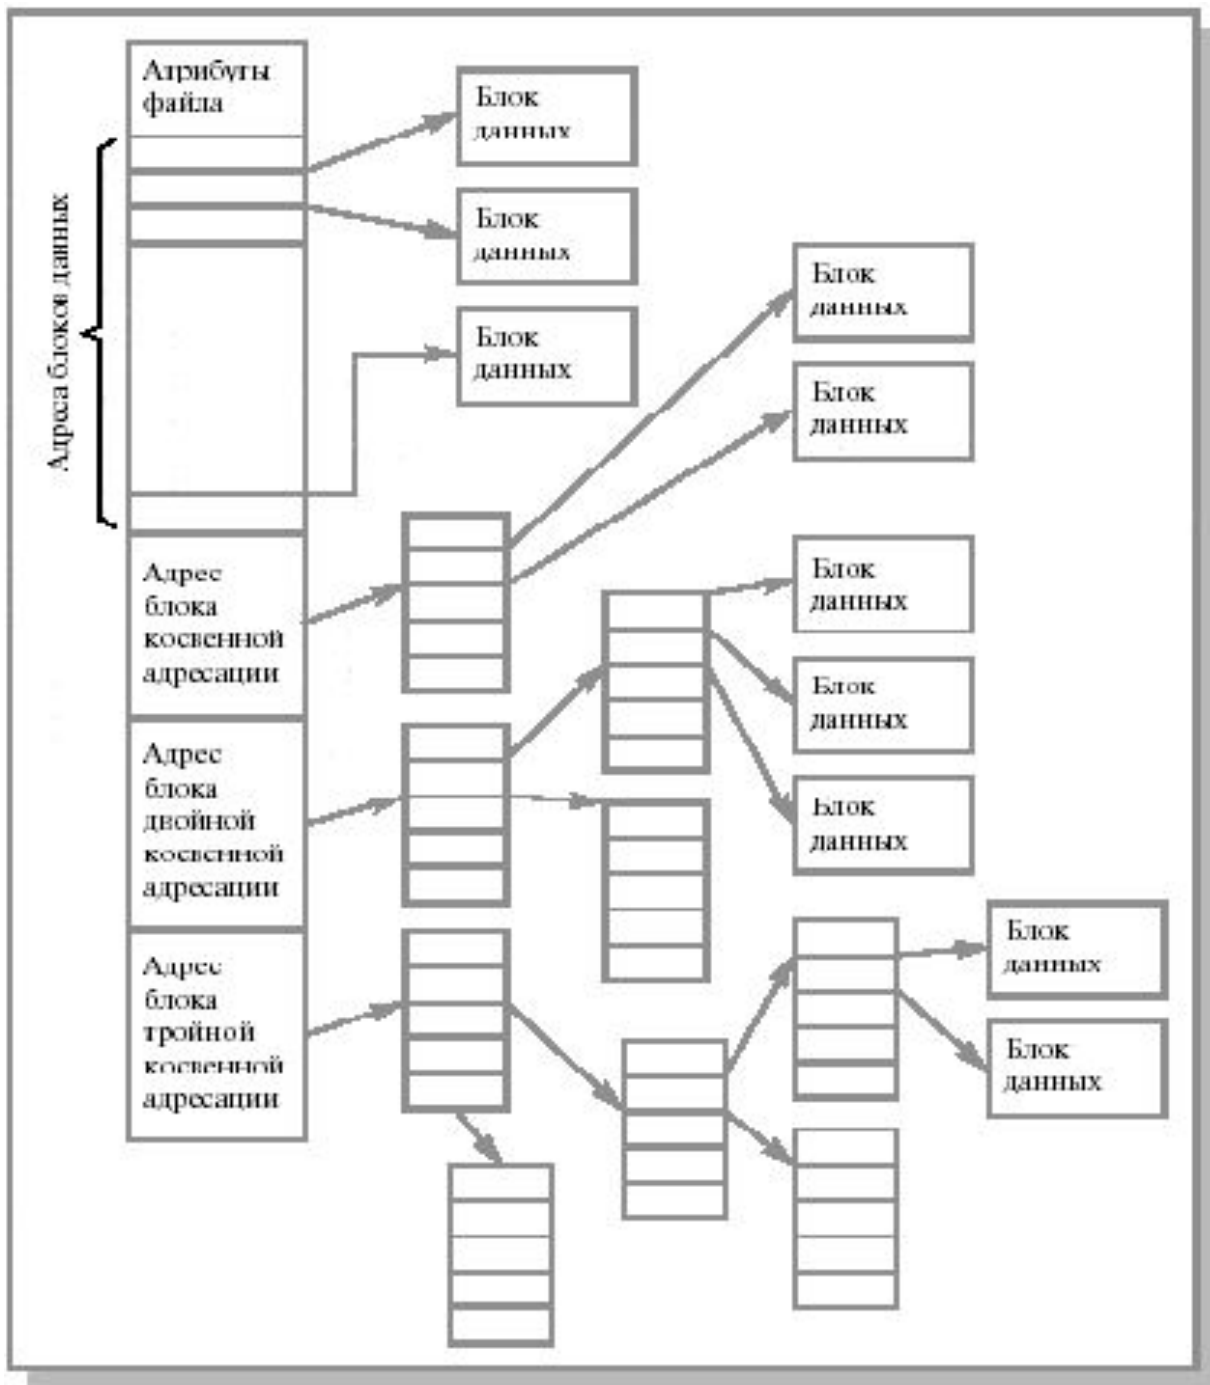 Атрибуты
файла
Адреса блоков данных
Блок
данных
Блок
данных
Блок
данных
Блок
данных
Блок
данных
Адрес
блока
косвенной
адресации
Блок
данных
Блок
данных
Блок
данных
Адрес
блока
двойной
косвенной
адресации
Адрес
блока
тройной
косвенной
адресации
Блок
данных
Блок
данных